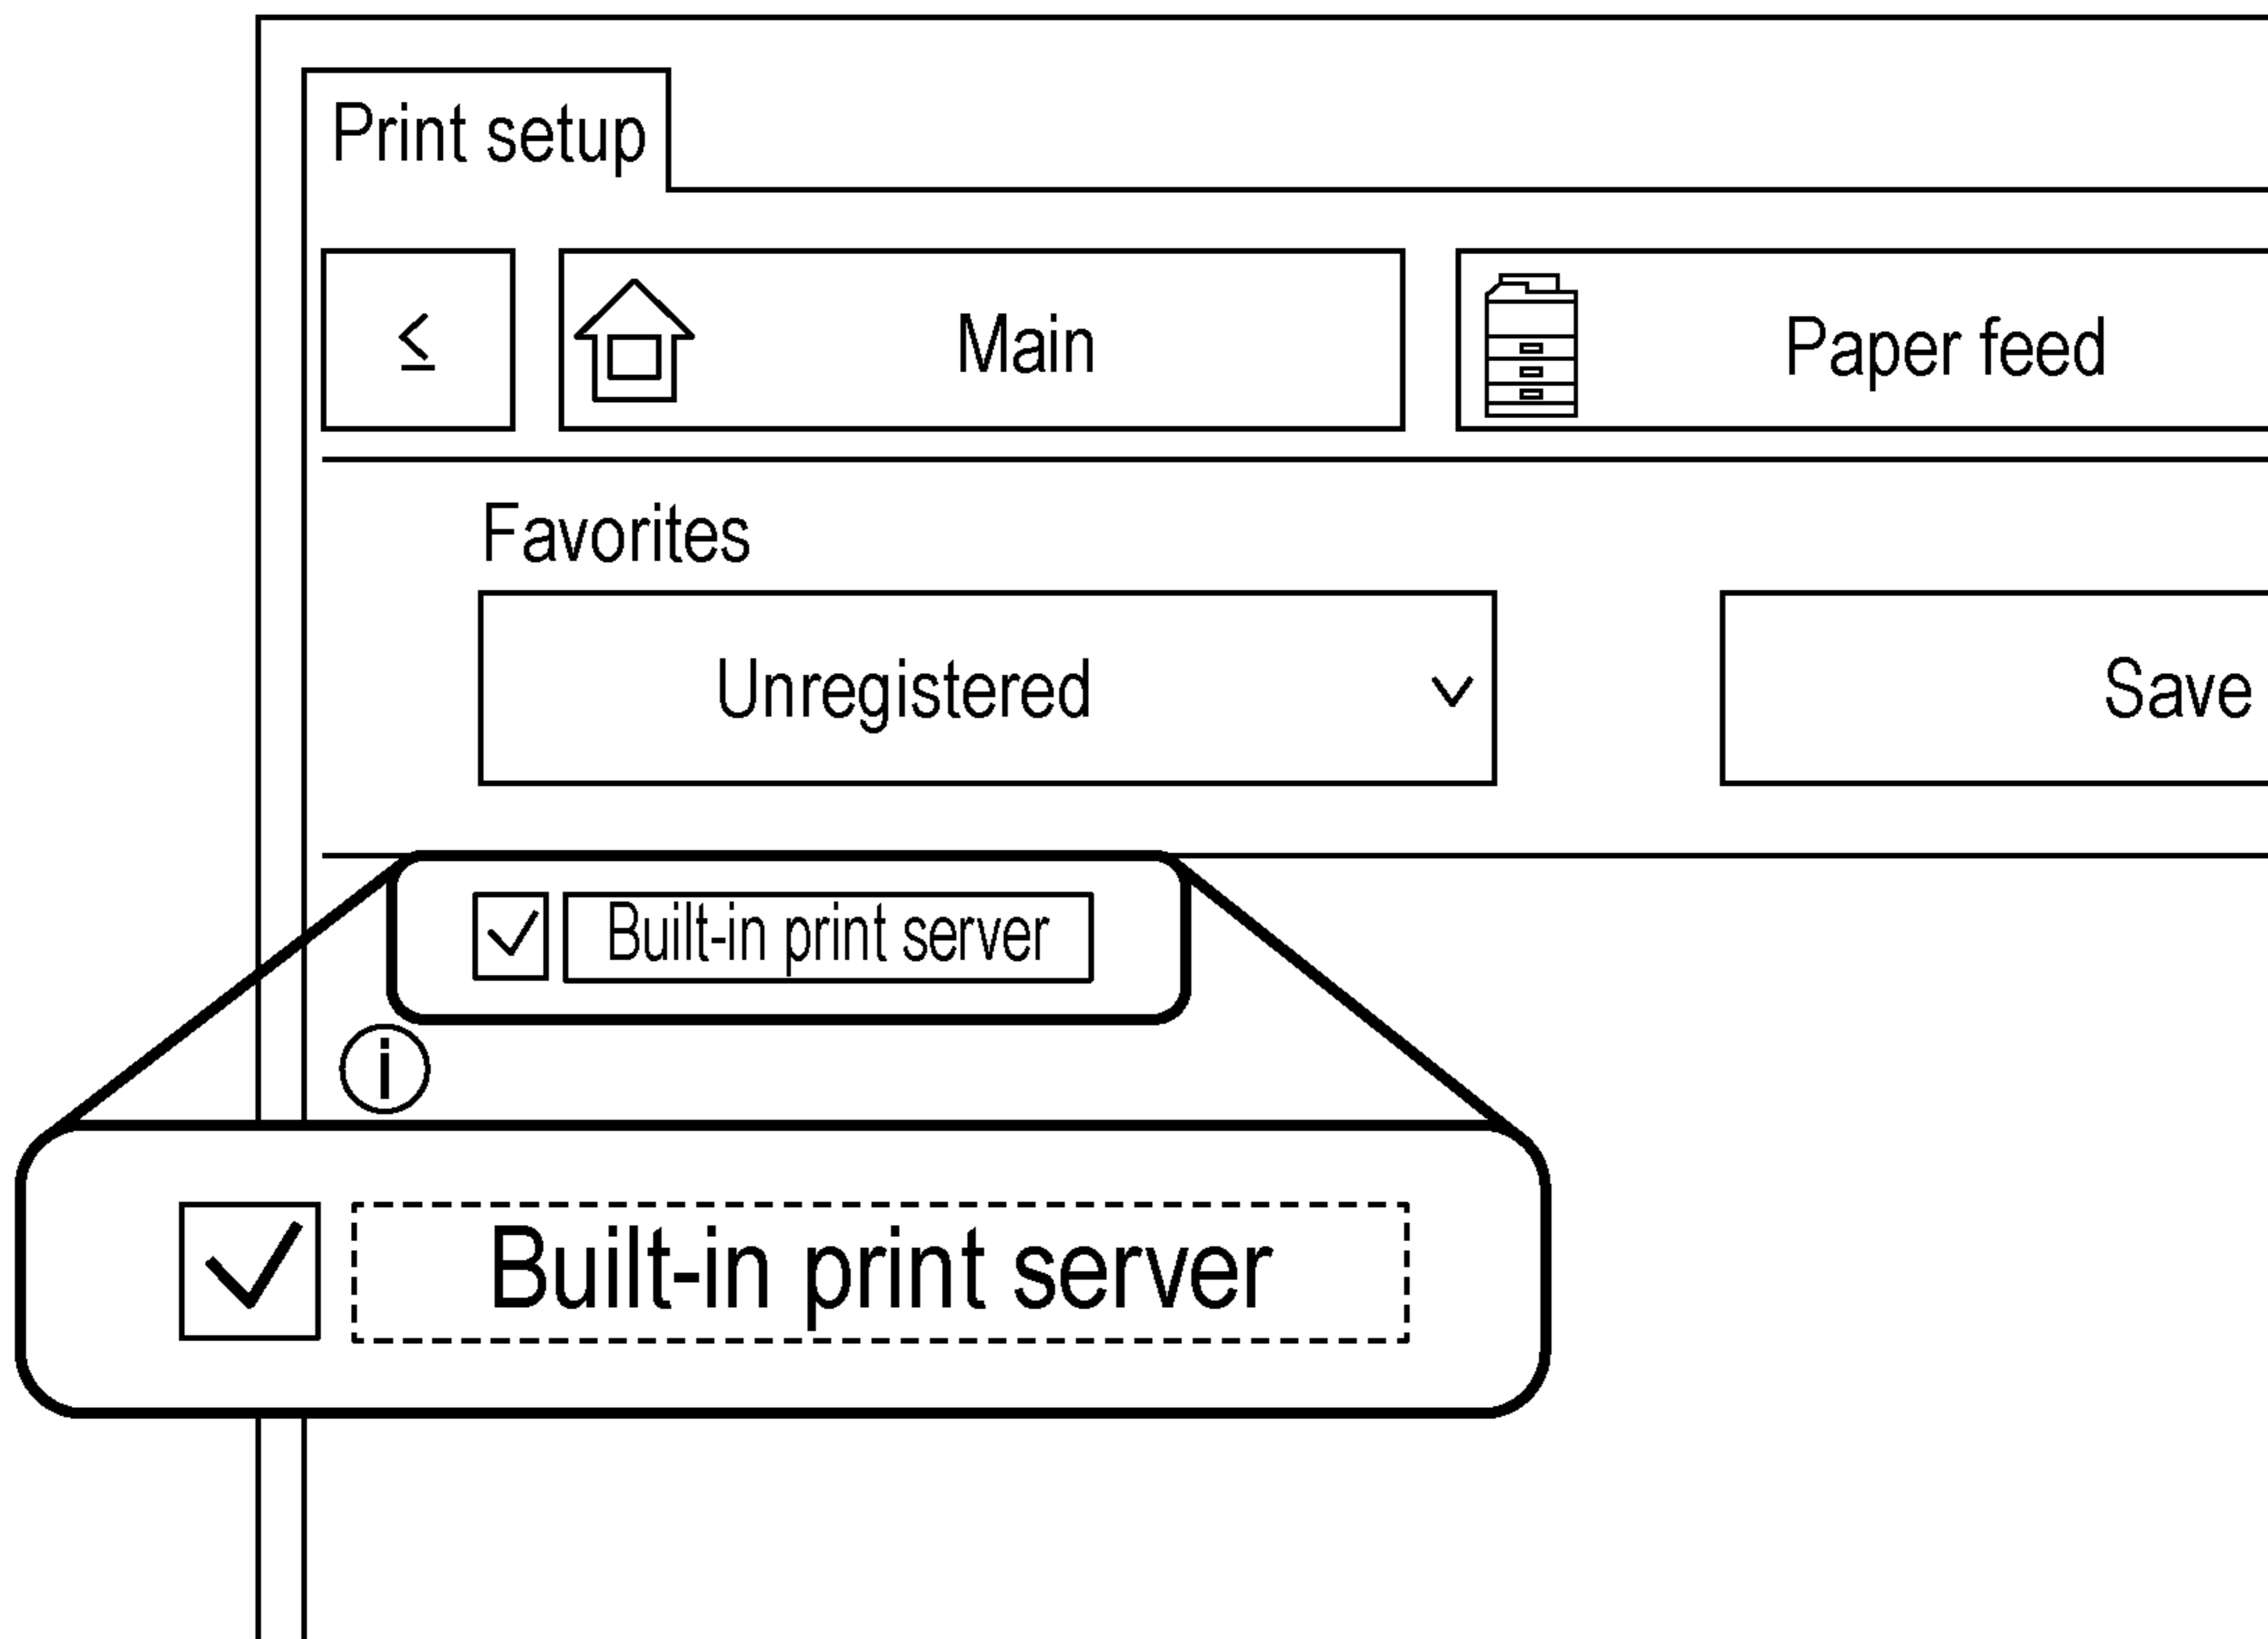 Print setup
≤ Main Paper feed
Favorites
Unregistered Save
Built-in print server
i
Built-in print server